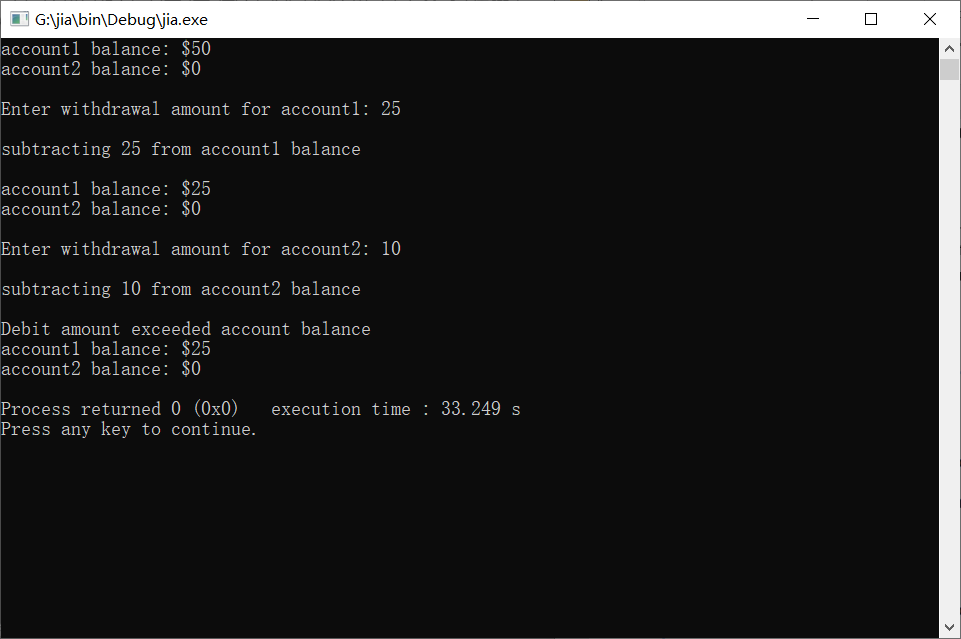 G:\jia\bin\Debug\jia.exe
account1 balance: $50
account2 balance: $0
Enter withdrawal amount for account1: 25
subtracting 25 from account1 balance
account1 balance: $25
account2 balance: $0
Enter withdrawal amount for account2: 10
subtracting 10 from account2 balance
Debit amount exceeded account balance
account1 balance: $25
account2 balance: $0
Process returned 0 (0x0)   execution time : 33.249 s
Press any key to continue.